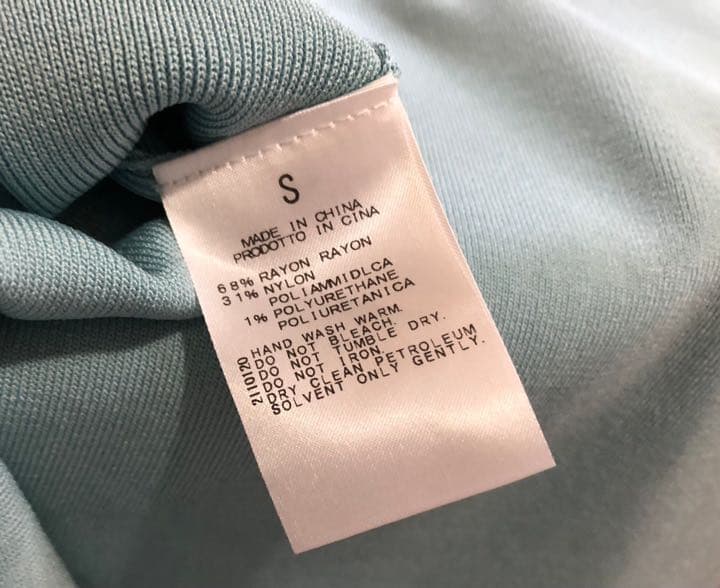 S
MADE IN CHINA
PRODOTTO IN CINA
68% RAYON RAYON
31% NYLON
POLIAMMIDLCA
1% POLYURETHANE
POLIURETANICA
HAND WASH WARM.
DO NOT BLEACH.
DO NOT TUMBLE DRY.
DO NOT IRON.
DRY CLEAN PETROLEUM
SOLVENT ONLY GENTLY.